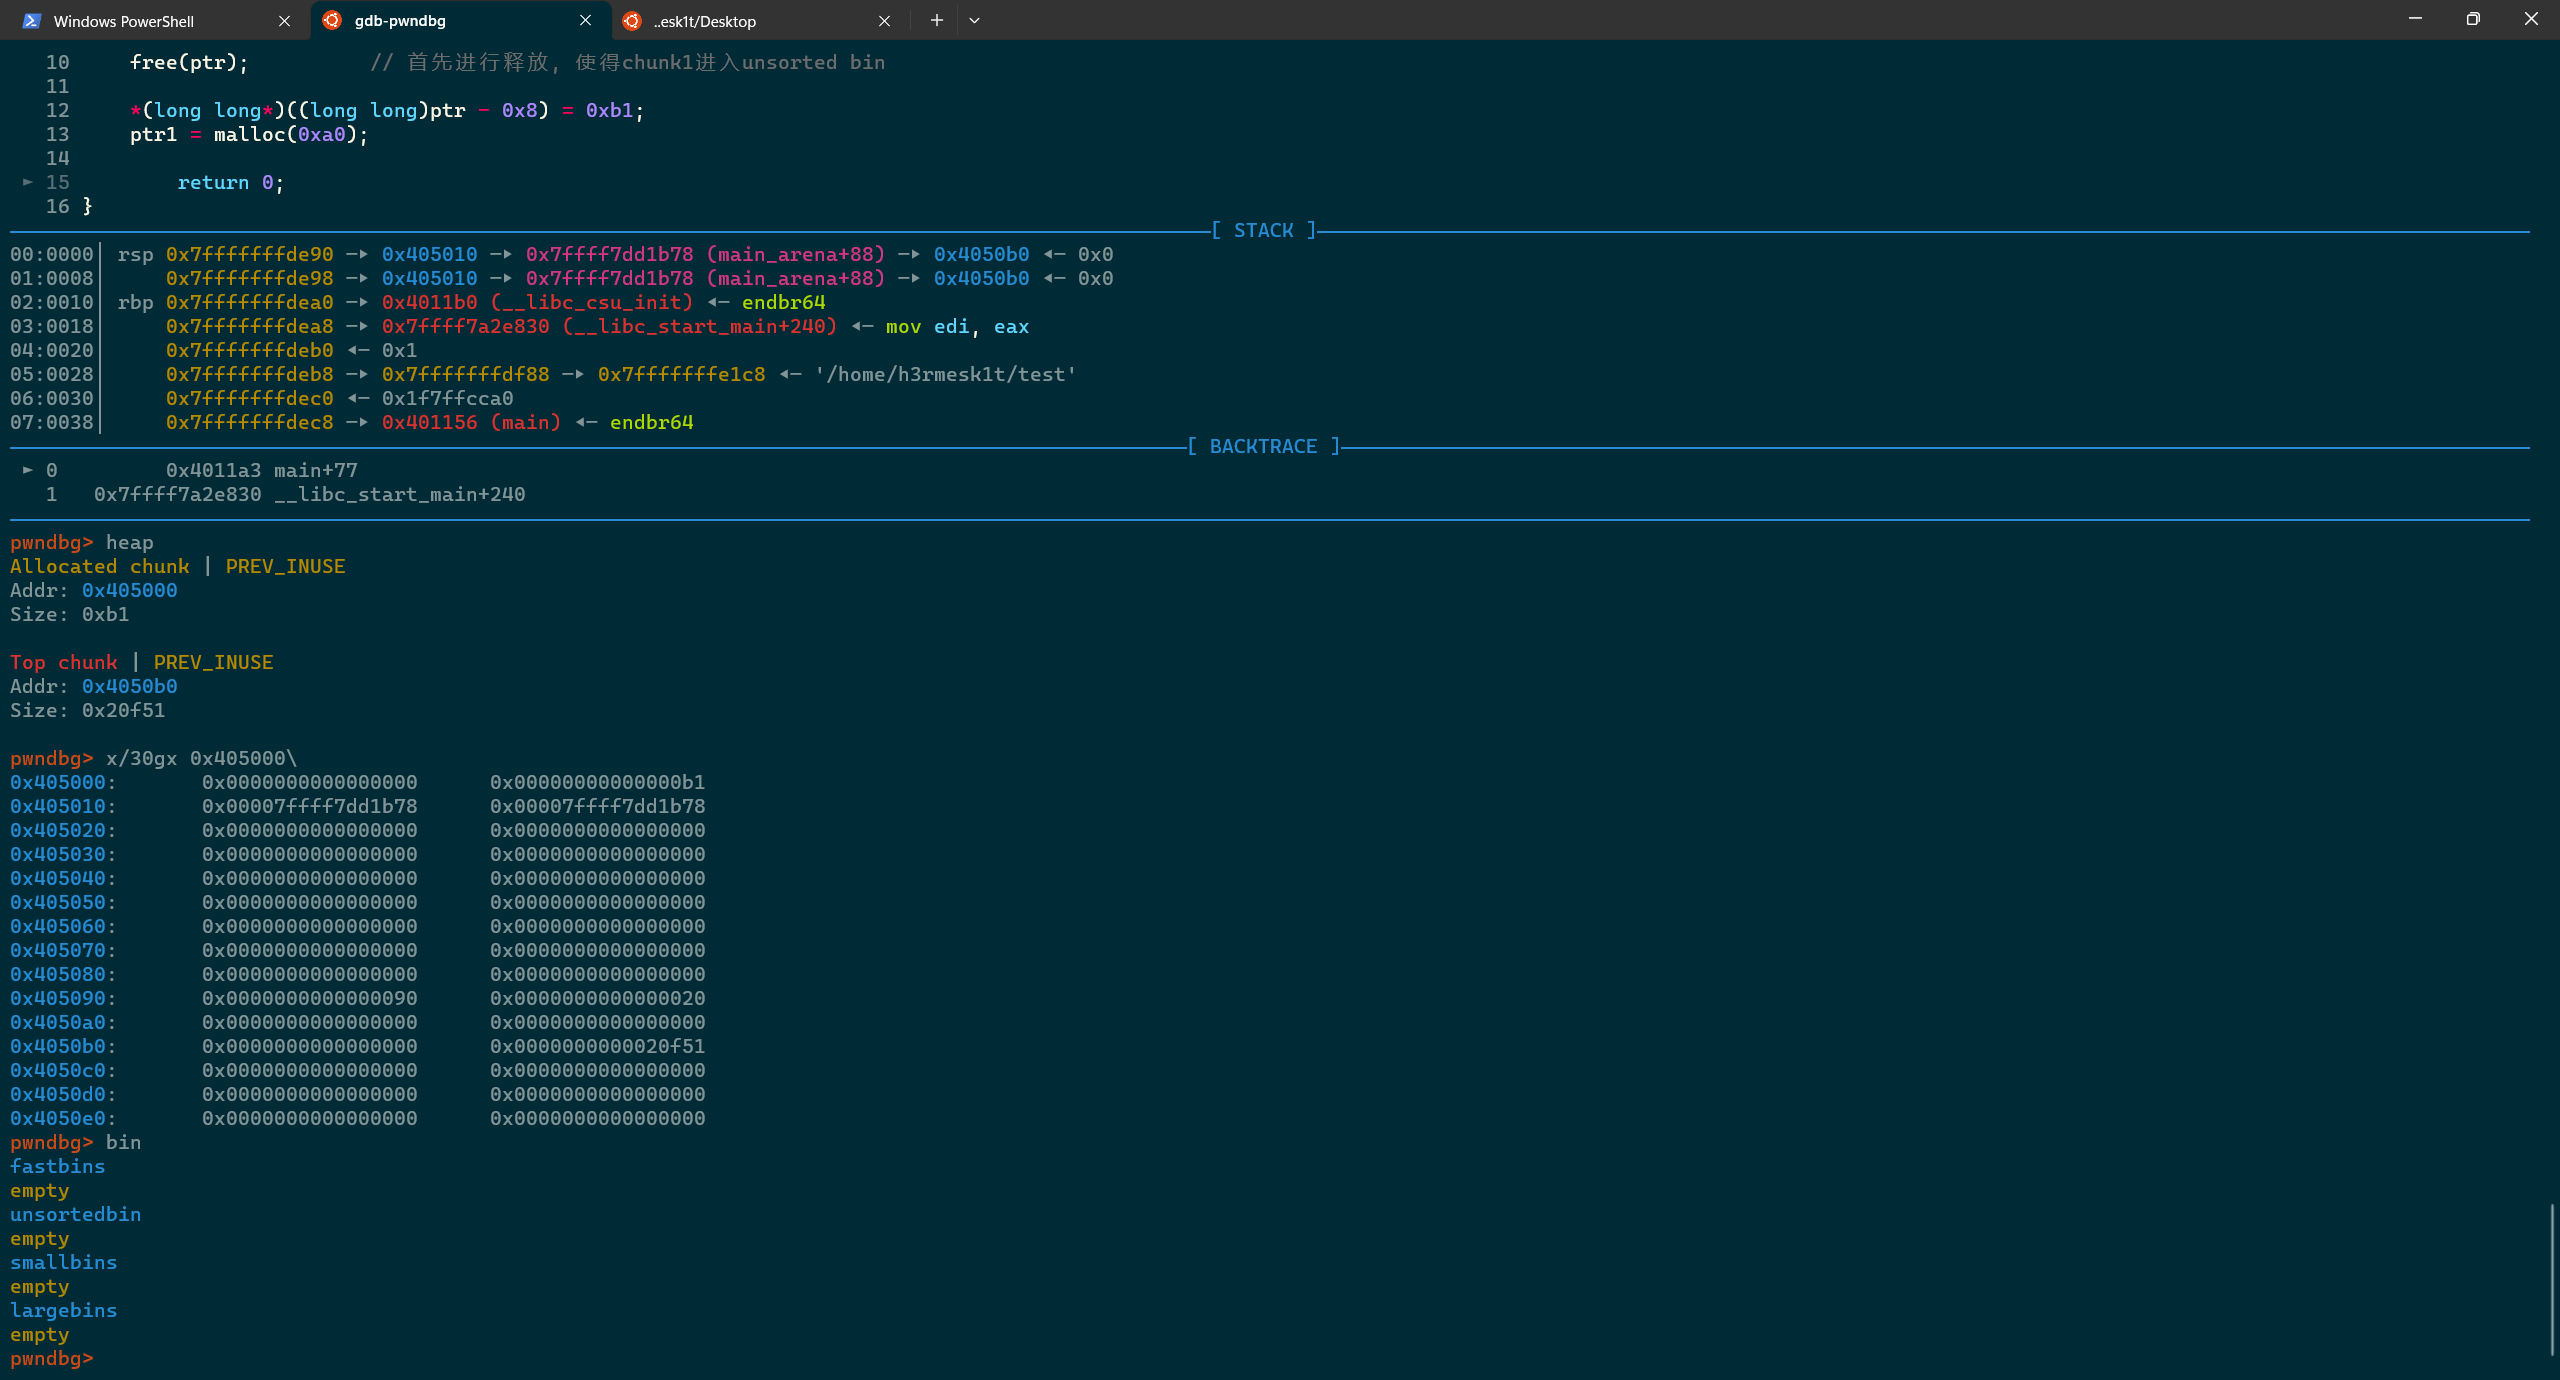 Windows PowerShell
gdb-pwndbg
..esk1t/Desktop
10 free(ptr); // 首先进行释放, 使得chunk1进入unsorted bin
11
12 *(long long*)((long long)ptr - 0x8) = 0xb1;
13 ptr1 = malloc(0xa0);
14
► 15 return 0;
16 }
[ STACK ]
00:0000│ rsp 0x7fffffffde90 —▸ 0x405010 —▸ 0x7ffff7dd1b78 (main_arena+88) —▸ 0x4050b0 ◂— 0x0
01:0008│ 0x7fffffffde98 —▸ 0x405010 —▸ 0x7ffff7dd1b78 (main_arena+88) —▸ 0x4050b0 ◂— 0x0
02:0010│ rbp 0x7fffffffdea0 —▸ 0x4011b0 (__libc_csu_init) ◂— endbr64
03:0018│ 0x7fffffffdea8 —▸ 0x7ffff7a2e830 (__libc_start_main+240) ◂— mov edi, eax
04:0020│ 0x7fffffffdeb0 ◂— 0x1
05:0028│ 0x7fffffffdeb8 —▸ 0x7fffffffdf88 —▸ 0x7fffffffe1c8 ◂— '/home/h3rmesk1t/test'
06:0030│ 0x7fffffffdec0 ◂— 0x1f7ffcca0
07:0038│ 0x7fffffffdec8 —▸ 0x401156 (main) ◂— endbr64
[ BACKTRACE ]
► 0 0x4011a3 main+77
1 0x7ffff7a2e830 __libc_start_main+240
pwndbg> heap
Allocated chunk | PREV_INUSE
Addr: 0x405000
Size: 0xb1
Top chunk | PREV_INUSE
Addr: 0x4050b0
Size: 0x20f51
pwndbg> x/30gx 0x405000\
0x405000: 0x0000000000000000 0x00000000000000b1
0x405010: 0x00007ffff7dd1b78 0x00007ffff7dd1b78
0x405020: 0x0000000000000000 0x0000000000000000
0x405030: 0x0000000000000000 0x0000000000000000
0x405040: 0x0000000000000000 0x0000000000000000
0x405050: 0x0000000000000000 0x0000000000000000
0x405060: 0x0000000000000000 0x0000000000000000
0x405070: 0x0000000000000000 0x0000000000000000
0x405080: 0x0000000000000000 0x0000000000000000
0x405090: 0x0000000000000090 0x0000000000000020
0x4050a0: 0x0000000000000000 0x0000000000000000
0x4050b0: 0x0000000000000000 0x0000000000020f51
0x4050c0: 0x0000000000000000 0x0000000000000000
0x4050d0: 0x0000000000000000 0x0000000000000000
0x4050e0: 0x0000000000000000 0x0000000000000000
pwndbg> bin
fastbins
empty
unsortedbin
empty
smallbins
empty
largebins
empty
pwndbg>